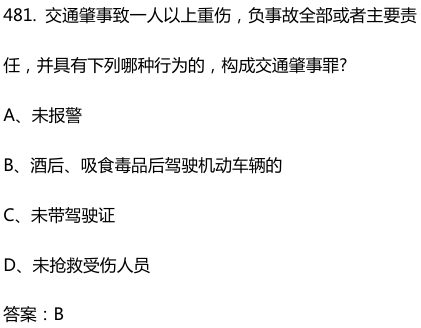 481. 交通肇事致一人以上重伤，负事故全部或者主要责
任，并具有下列哪种行为的，构成交通肇事罪?
A、未报警
B、酒后、吸食毒品后驾驶机动车辆的
C、未带驾驶证
D、未抢救受伤人员
答案：B